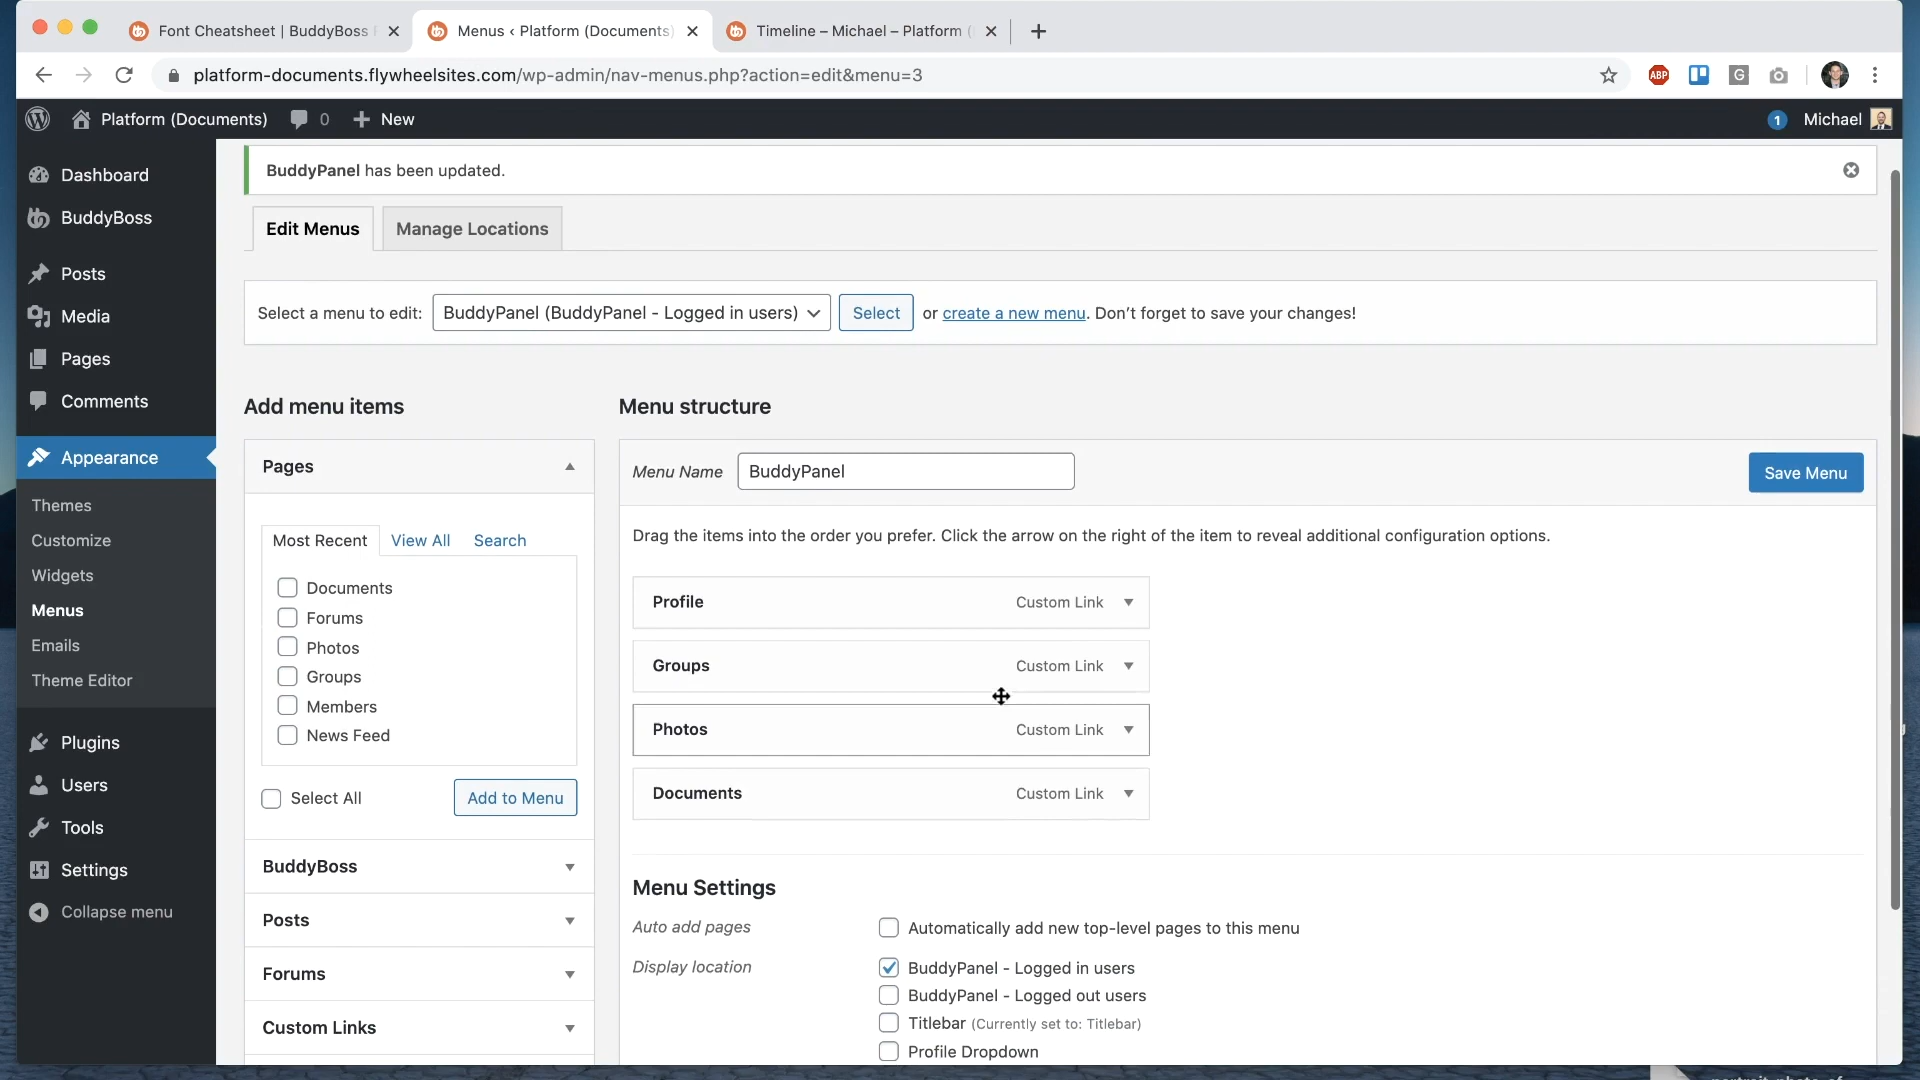 Font Cheatsheet | BuddyBoss
Menus ‹ Platform (Documents)
Timeline – Michael – Platform (
platform-documents.flywheelsites.com/wp-admin/nav-menus.php?action=edit&menu=3
ABP
G
Platform (Documents)
0
New
1
Michael
Dashboard
BuddyBoss
Posts
Media
Pages
Comments
Appearance
Themes
Customize
Widgets
Menus
Emails
Theme Editor
Plugins
Users
Tools
Settings
Collapse menu
BuddyPanel has been updated.
Edit Menus
Manage Locations
Select a menu to edit:
BuddyPanel (BuddyPanel - Logged in users)
Select
or create a new menu. Don’t forget to save your changes!
Add menu items
Pages
Most Recent
View All
Search
Documents
Forums
Photos
Groups
Members
News Feed
Select All
Add to Menu
BuddyBoss
Posts
Forums
Custom Links
Menu structure
Menu Name
BuddyPanel
Save Menu
Drag the items into the order you prefer. Click the arrow on the right of the item to reveal additional configuration options.
Profile Custom Link
Groups Custom Link
Photos Custom Link
Documents Custom Link
Menu Settings
Auto add pages
Automatically add new top-level pages to this menu
Display location
BuddyPanel - Logged in users
BuddyPanel - Logged out users
Titlebar (Currently set to: Titlebar)
Profile Dropdown